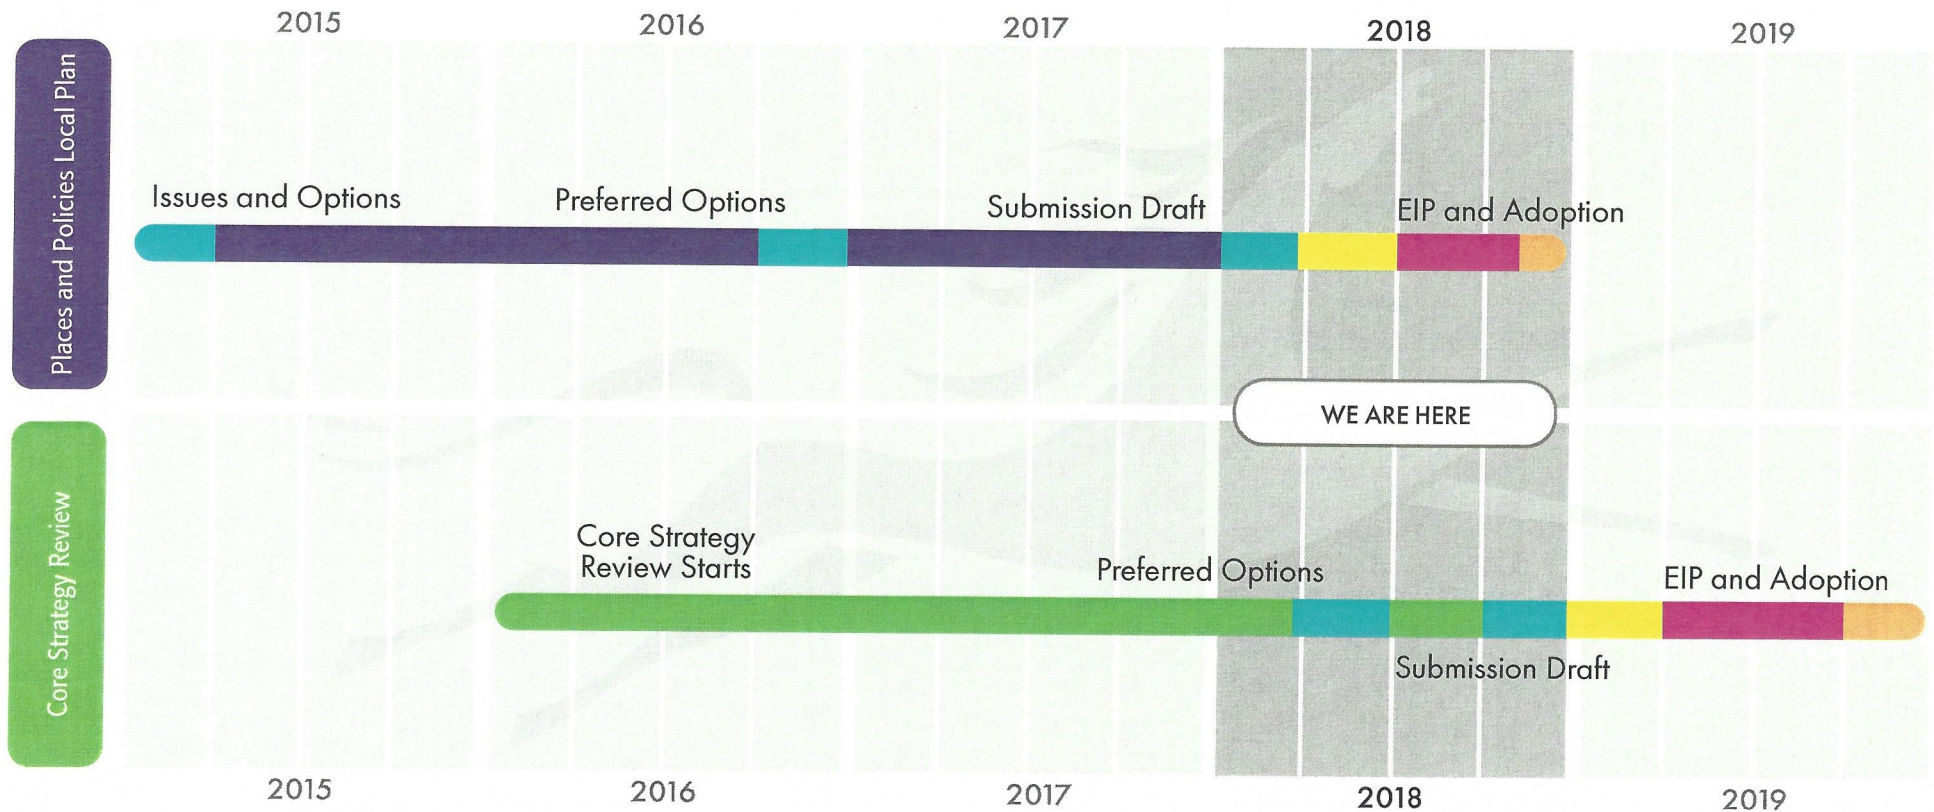 2015 2016 2017 2018 2019
Places and Policies Local Plan
Issues and Options
Preferred Options
Submission Draft
EIP and Adoption
WE ARE HERE
Core Strategy Review
Core Strategy
Review Starts
Preferred Options
EIP and Adoption
Submission Draft
2015 2016 2017 2018 2019